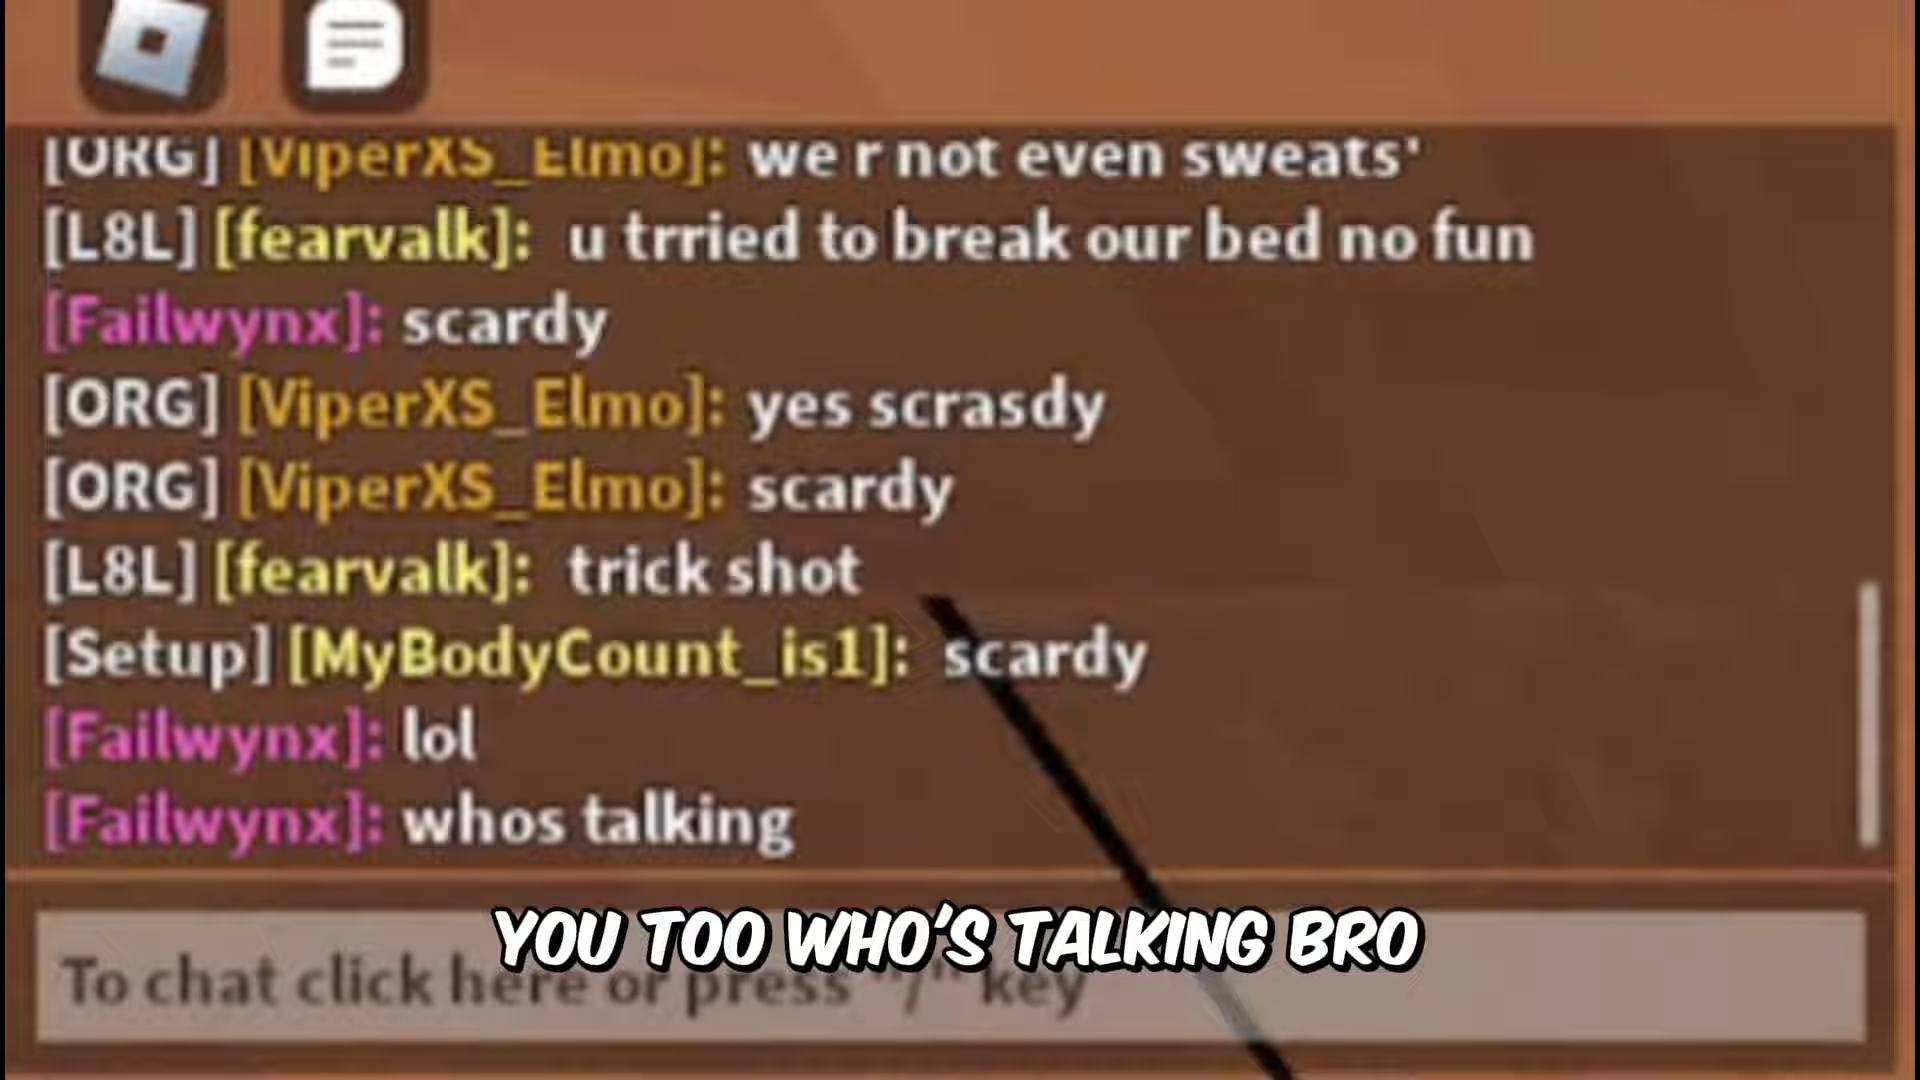 [ORG] [ViperXS_Elmo]: we r not even sweats'
[L8L] [fearvalk]: u trried to break our bed no fun
[Failwynx]: scardy
[ORG] [ViperXS_Elmo]: yes scrasdy
[ORG] [ViperXS_Elmo]: scardy
[L8L] [fearvalk]: trick shot
[Setup] [MyBodyCount_is1]: scardy
[Failwynx]: lol
[Failwynx]: whos talking
YOU TOO WHO'S TALKING BRO
To chat click here or press "/" key